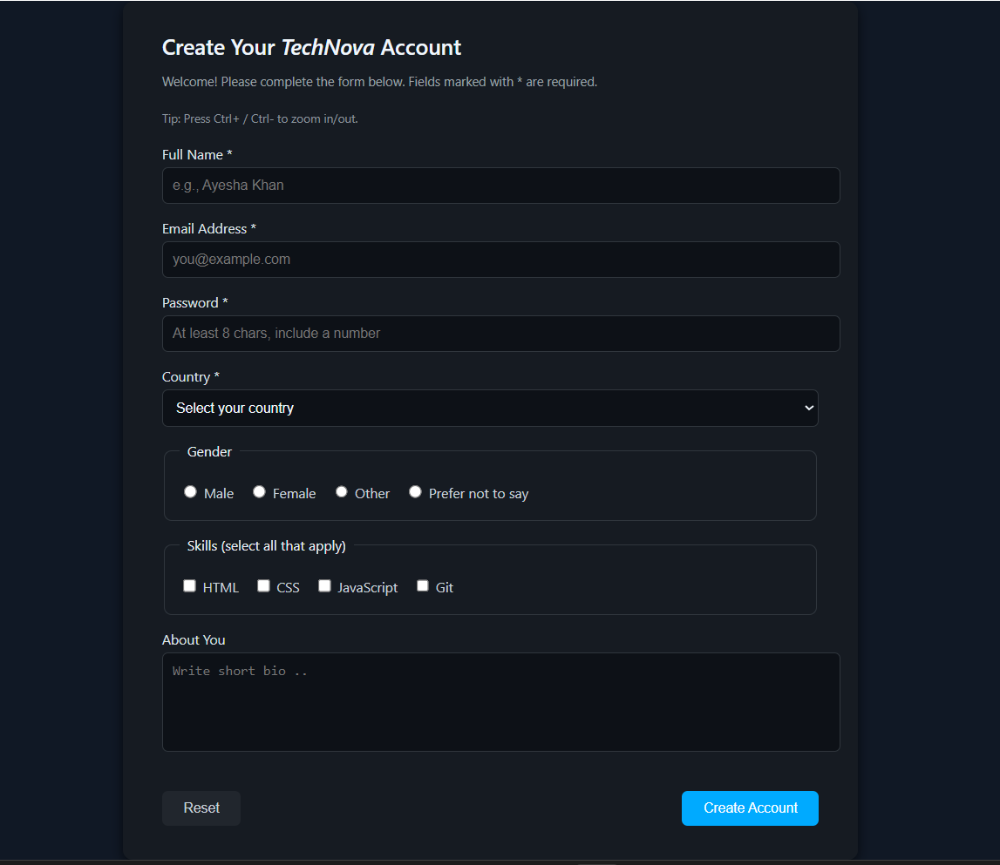 Create Your TechNova Account
Welcome! Please complete the form below. Fields marked with * are required.
Tip: Press Ctrl+ / Ctrl- to zoom in/out.
Full Name *
e.g., Ayesha Khan
Email Address *
you@example.com
Password *
At least 8 chars, include a number
Country *
Select your country
Gender
Male Female Other Prefer not to say
Skills (select all that apply)
HTML CSS JavaScript Git
About You
Write short bio ..
Reset Create Account